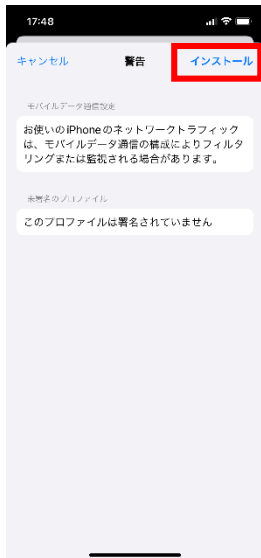 17:48
キャンセル 警告 インストール
モバイルデータ通信設定
お使いのiPhoneのネットワークトラフィック
は、モバイルデータ通信の構成によりフィルタ
リングまたは監視される場合があります。
未署名のプロファイル
このプロファイルは署名されていません